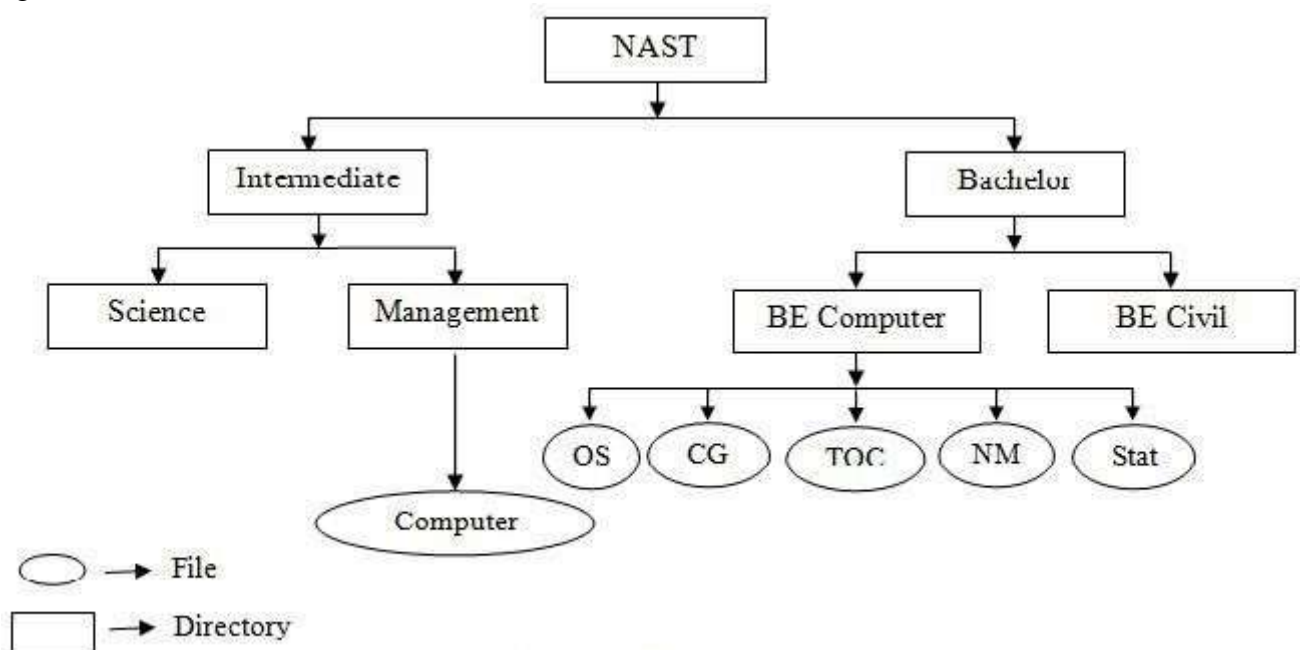 NAST
Intermediate
Bachelor
Science
Management
BE Computer
BE Civil
OS
CG
TOC
NM
Stat
Computer
File
Directory